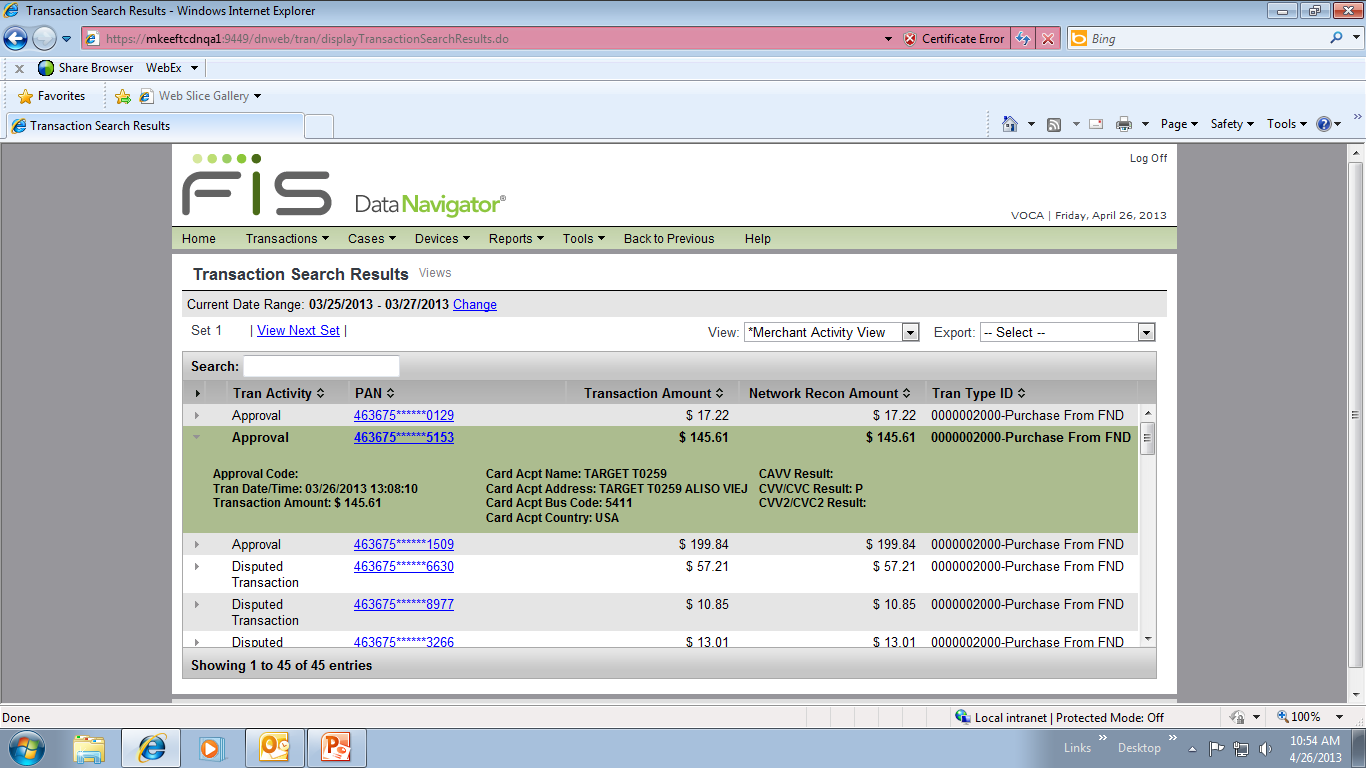 Transaction Search Results - Windows Internet Explorer
https://mkeeftcdnqa1:9449/dnweb/tran/displayTransactionSearchResults.do Certificate Error Bing
x Share Browser WebEx
Favorites Web Slice Gallery
Transaction Search Results Page Safety Tools
Log Off
FIS DataNavigator®
VOCA | Friday, April 26, 2013
Home Transactions Cases Devices Reports Tools Back to Previous Help
Transaction Search Results Views
Current Date Range: 03/25/2013 - 03/27/2013 Change
Set 1 | View Next Set | View: *Merchant Activity View Export: -- Select --
Search:
Tran Activity PAN Transaction Amount Network Recon Amount Tran Type ID
Approval 463675******0129 $ 17.22 $ 17.22 0000002000-Purchase From FND
Approval 463675******5153 $ 145.61 $ 145.61 0000002000-Purchase From FND
Approval Code: Card Acpt Name: TARGET T0259 CAVV Result:
Tran Date/Time: 03/26/2013 13:08:10 Card Acpt Address: TARGET T0259 ALISO VIEJ CVV/CVC Result: P
Transaction Amount: $ 145.61 Card Acpt Bus Code: 5411 CVV2/CVC2 Result:
Card Acpt Country: USA
Approval 463675******1509 $ 199.84 $ 199.84 0000002000-Purchase From FND
Disputed 463675******6630 $ 57.21 $ 57.21 0000002000-Purchase From FND
Transaction
Disputed 463675******8977 $ 10.85 $ 10.85 0000002000-Purchase From FND
Transaction
Disputed 463675******3266 $ 13.01 $ 13.01 0000002000-Purchase From FND
Showing 1 to 45 of 45 entries
Done Local intranet | Protected Mode: Off 100%
Links Desktop 10:54 AM
4/26/2013